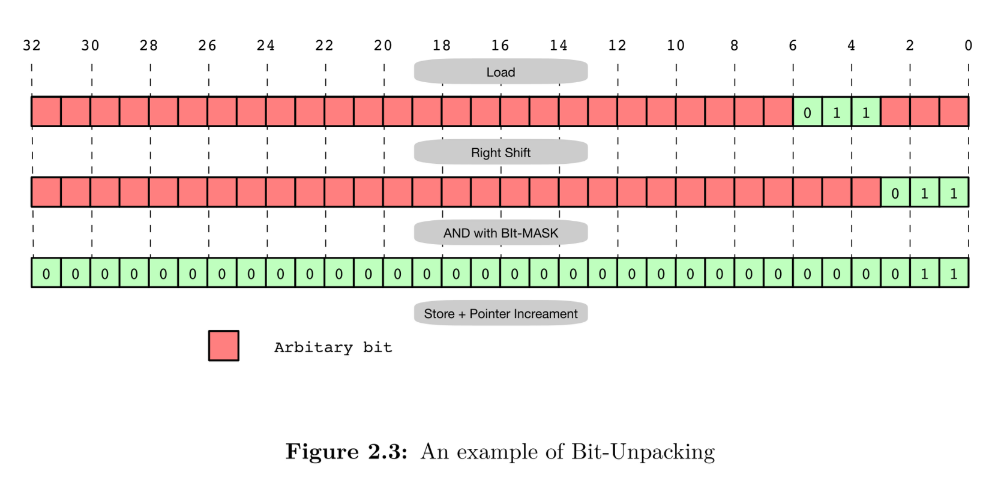 32 30 28 26 24 22 20 18 16 14 12 10 8 6 4 2 0
Load
0 1 1
Right Shift
0 1 1
AND with BIt-MASK
0 0 0 0 0 0 0 0 0 0 0 0 0 0 0 0 0 0 0 0 0 0 0 0 0 0 0 0 0 0 1 1
Store + Pointer Increament
Arbitary bit
Figure 2.3: An example of Bit-Unpacking